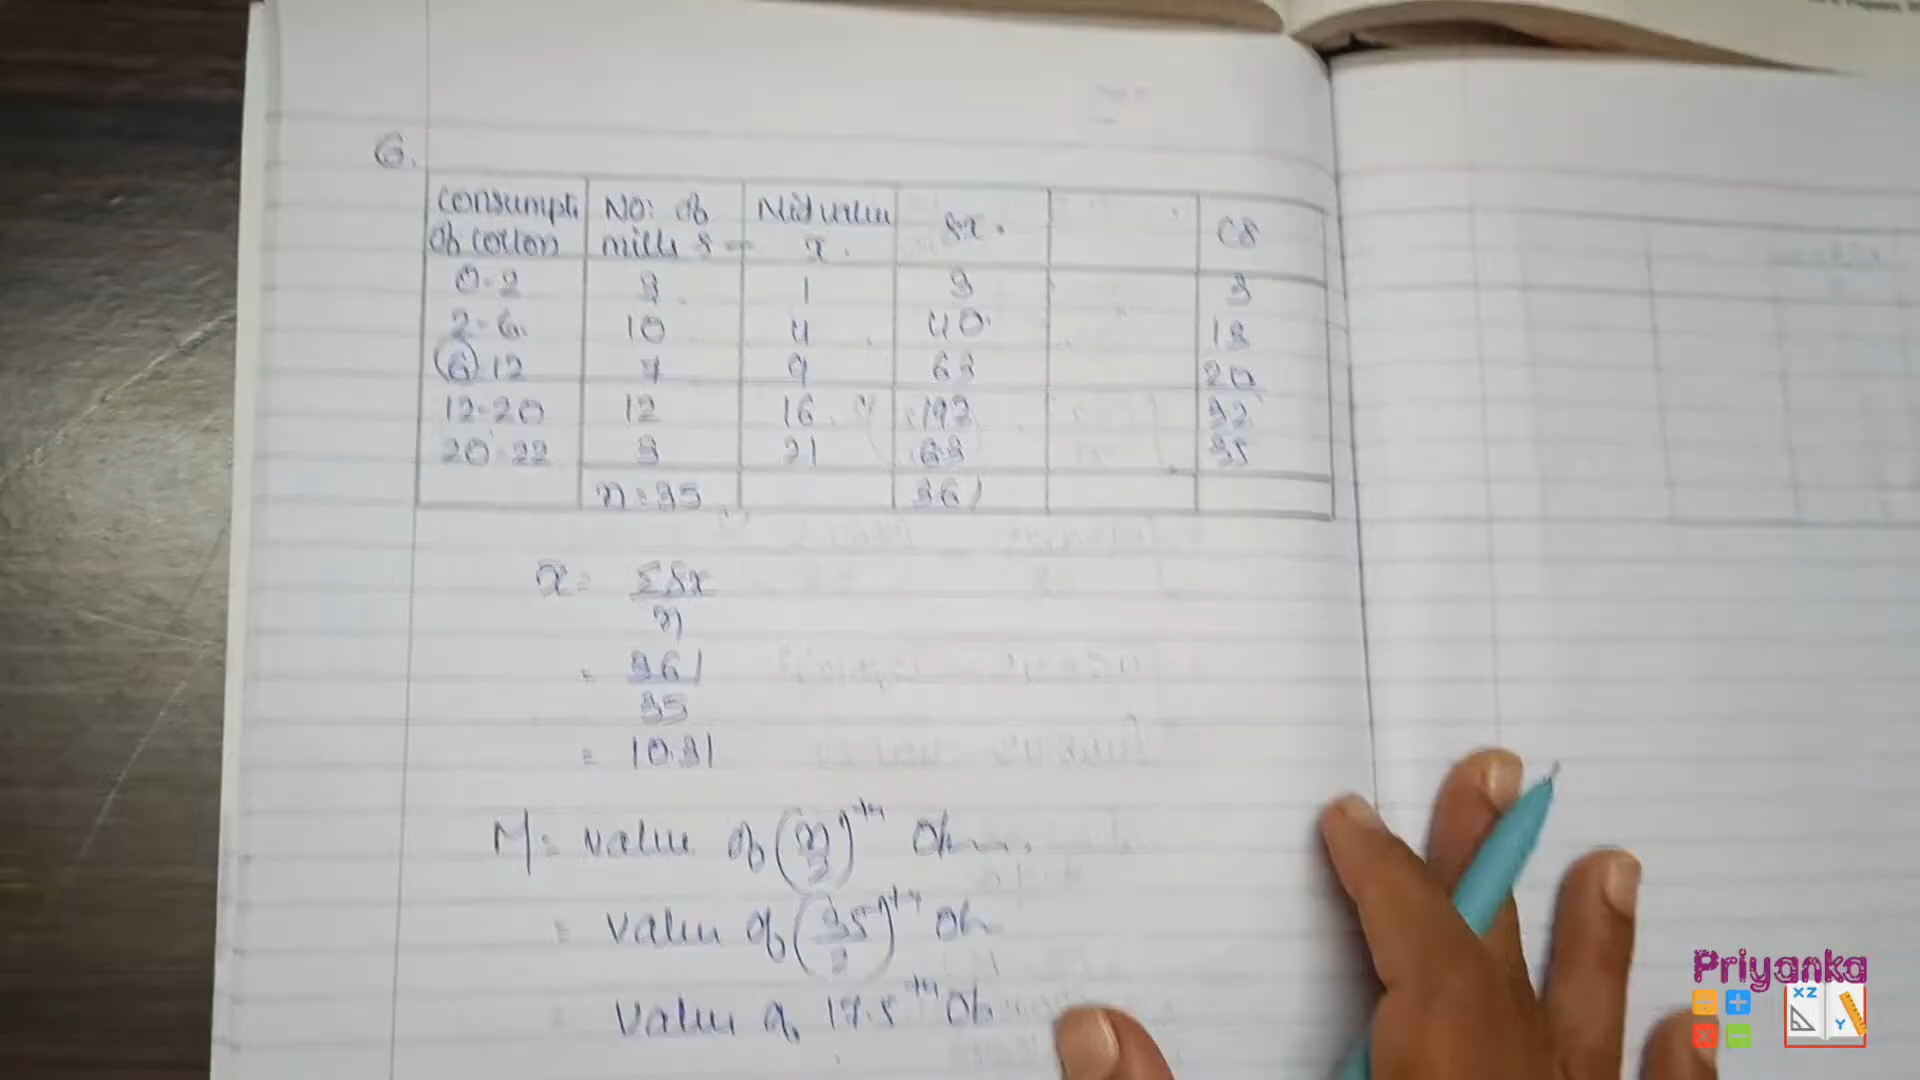 6.
Consumpti No: of Mid value fx. cf
of cotton mills f x.
0-2 3 1 3 3
2-6 10 4 40 13
6-12 7 9 63 20
12-20 12 16 192 32
20-22 3 21 63 35
n=35 361
x̄ = Σfx
n
= 361
35
= 10.31
M = value of (n/2)th Obn.
= value of (35/2)th Ob
= value of 17.5th Ob
Priyanka
XZ
Y